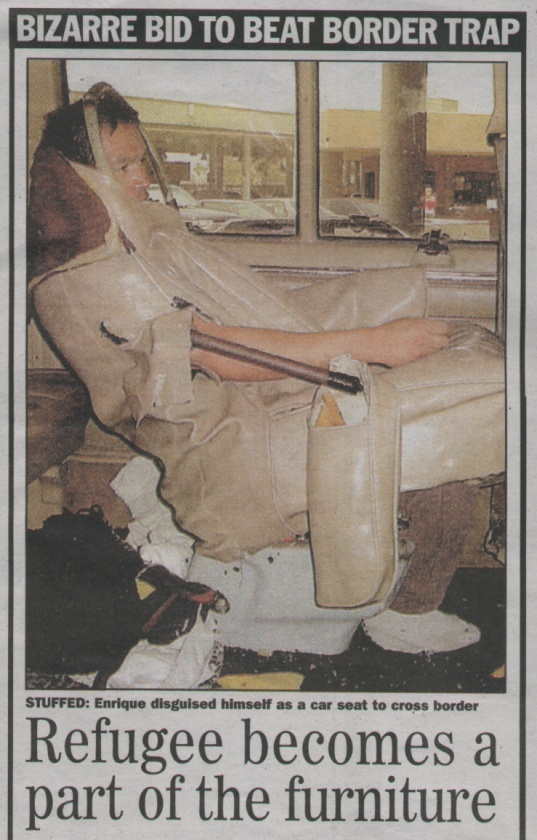 BIZARRE BID TO BEAT BORDER TRAP
STUFFED: Enrique disguised himself as a car seat to cross border
Refugee becomes a
part of the furniture